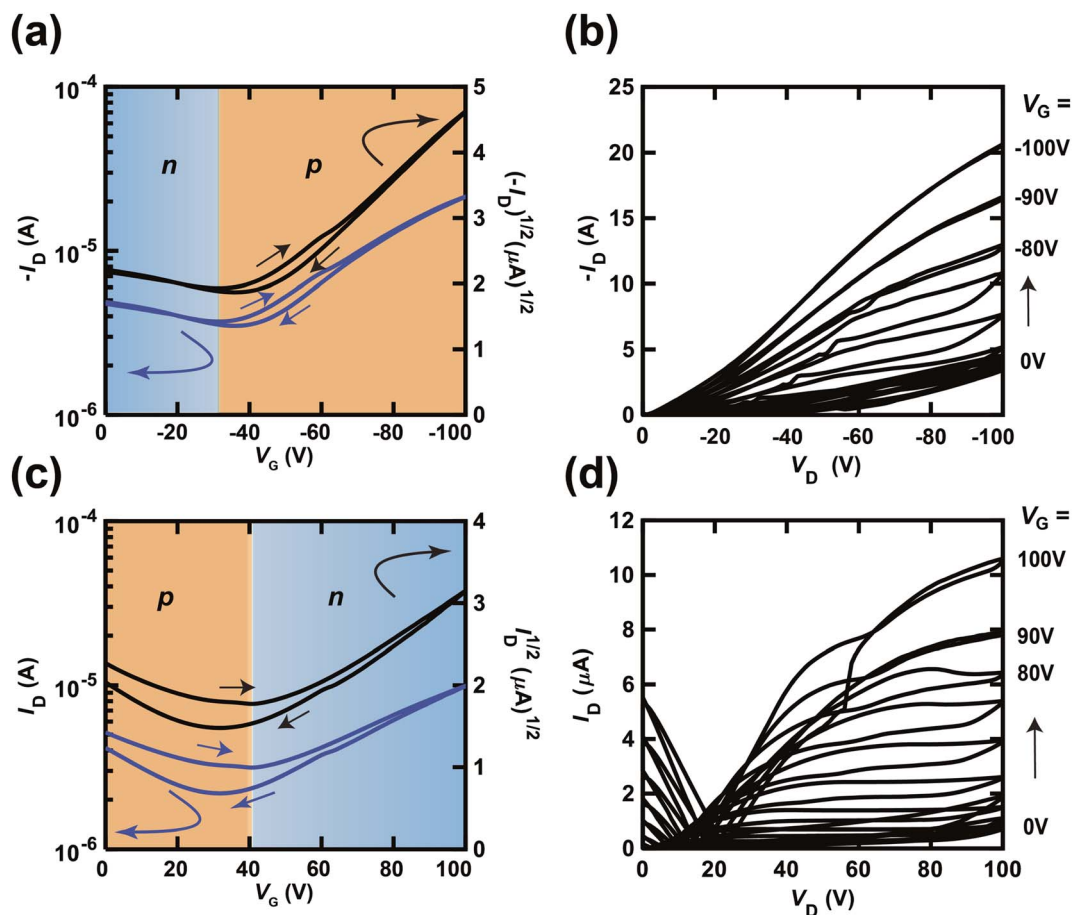 (a)
10⁻⁴
10⁻⁵
10⁻⁶
-I_D (A)
n
p
5
4
3
2
1
0
(-I_D)^1/2 (μA)^1/2
0
-20
-40
-60
-80
-100
V_G (V)
(b)
25
20
15
10
5
0
-I_D (A)
V_G =
-100V
-90V
-80V
0V
0
-20
-40
-60
-80
-100
V_D (V)
(c)
10⁻⁴
10⁻⁵
10⁻⁶
I_D (A)
p
n
4
3
2
1
0
I_D^1/2 (μA)^1/2
0
20
40
60
80
100
V_G (V)
(d)
12
10
8
6
4
2
0
I_D (μA)
V_G =
100V
90V
80V
0V
0
20
40
60
80
100
V_D (V)